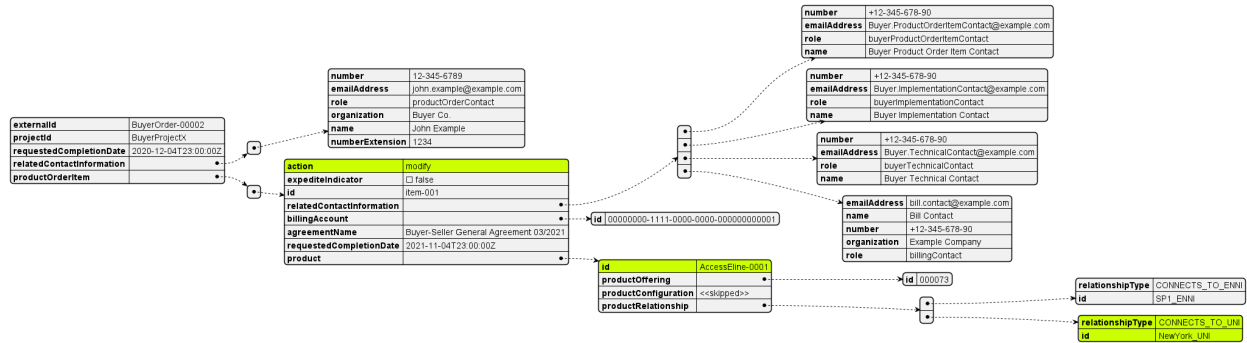 externalId BuyerOrder-00002
projectId BuyerProjectX
requestedCompletionDate 2020-12-04T23:00:00Z
relatedContactInformation
productOrderItem
number 12-345-6789
emailAddress john.example@example.com
role productOrderContact
organization Buyer Co.
name John Example
numberExtension 1234
action modify
expediteIndicator ☐ false
id item-001
relatedContactInformation
billingAccount
agreementName Buyer-Seller General Agreement 03/2021
requestedCompletionDate 2021-11-04T23:00:00Z
product
number +12-345-678-90
emailAddress Buyer.ProductOrderItemContact@example.com
role buyerProductOrderItemContact
name Buyer Product Order Item Contact
number +12-345-678-90
emailAddress Buyer.ImplementationContact@example.com
role buyerImplementationContact
name Buyer Implementation Contact
number +12-345-678-90
emailAddress Buyer.TechnicalContact@example.com
role buyerTechnicalContact
name Buyer Technical Contact
emailAddress bill.contact@example.com
name Bill Contact
number +12-345-678-90
organization Example Company
role billingContact
id 00000000-1111-0000-0000-000000000001
id AccessEline-0001
productOffering
productConfiguration <<skipped>>
productRelationship
id 000073
relationshipType CONNECTS_TO_ENNI
id SP1_ENNI
relationshipType CONNECTS_TO_UNI
id NewYork_UNI